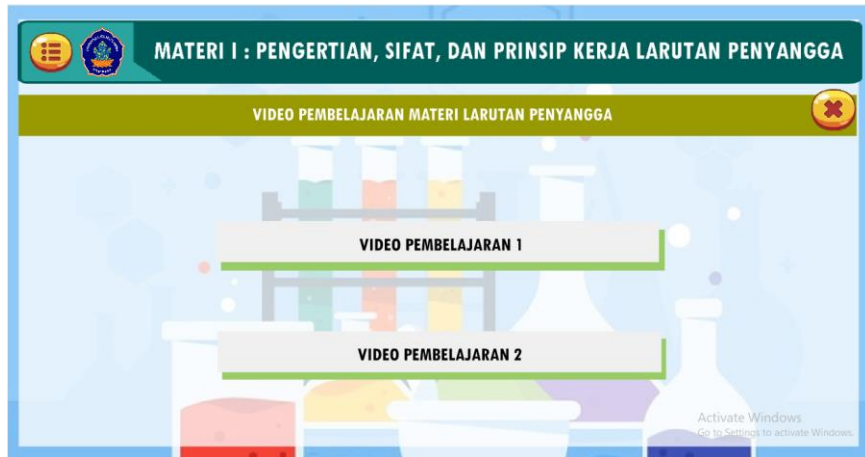 MATERI I : PENGERTIAN, SIFAT, DAN PRINSIP KERJA LARUTAN PENYANGGA
VIDEO PEMBELAJARAN MATERI LARUTAN PENYANGGA
VIDEO PEMBELAJARAN 1
VIDEO PEMBELAJARAN 2
Activate Windows
Go to Settings to activate Windows.